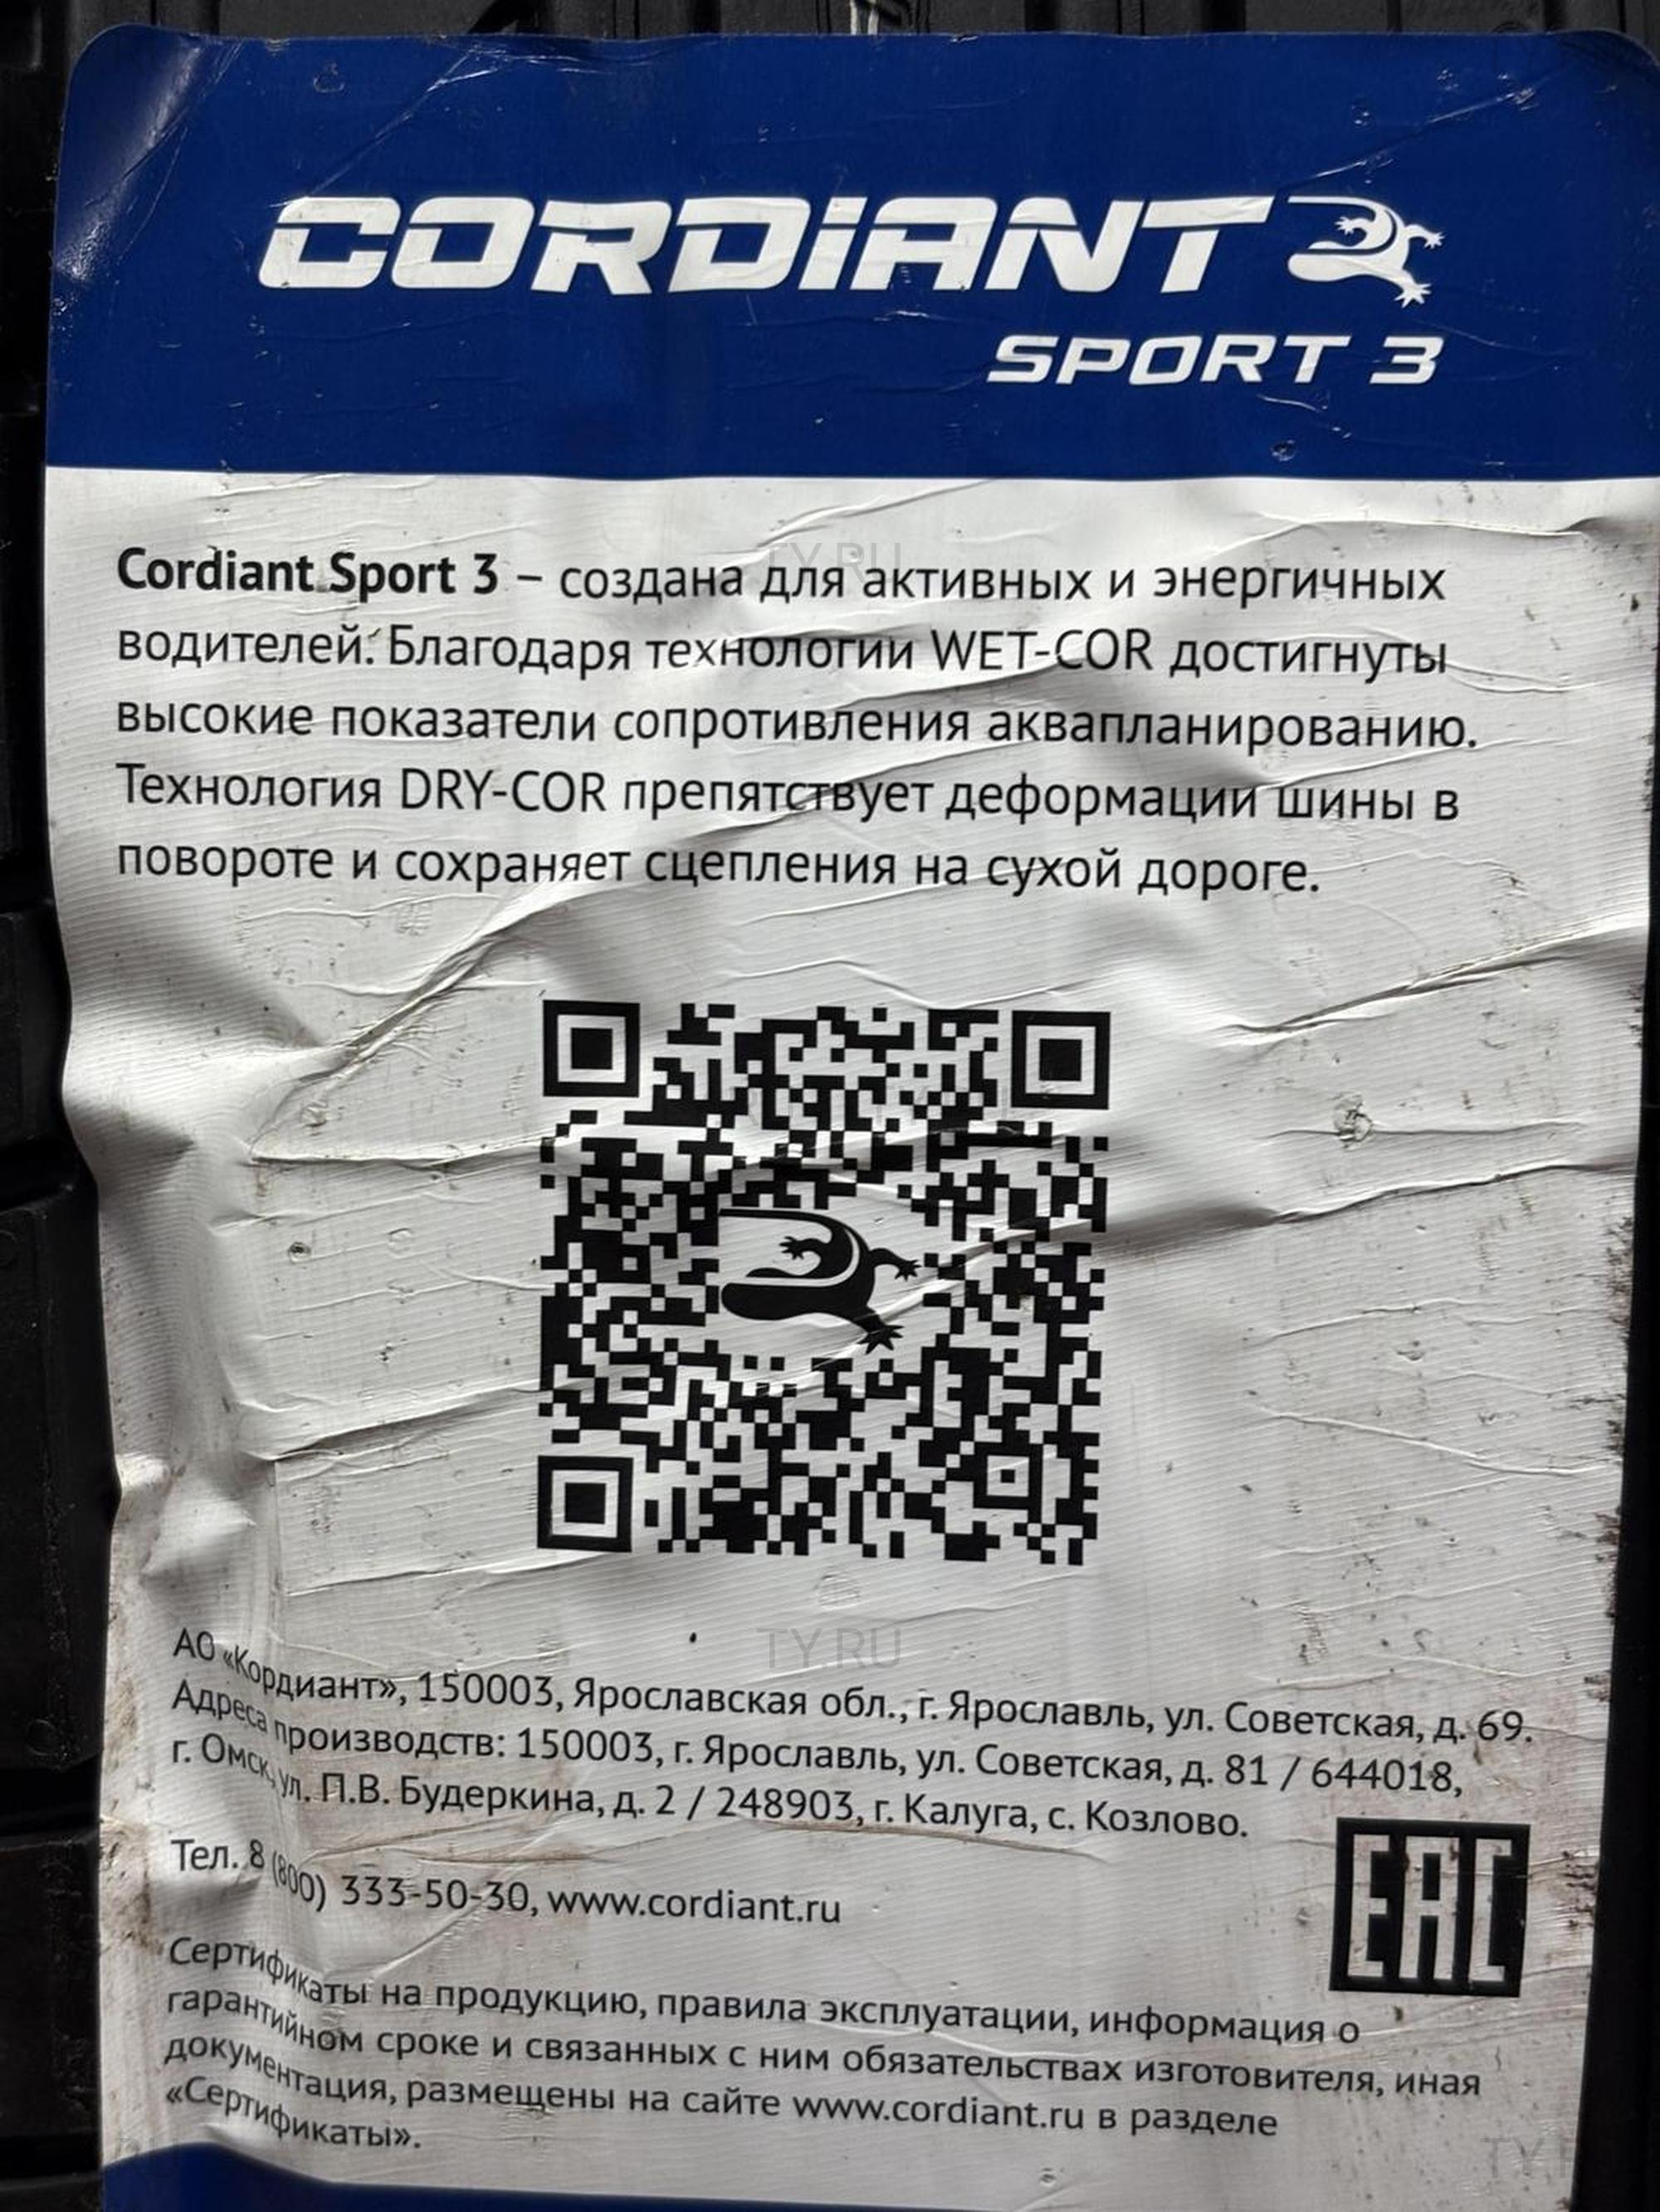 CORDIANT
SPORT 3
Cordiant Sport 3 – создана для активных и энергичных
водителей. Благодаря технологии WET-COR достигнуты
высокие показатели сопротивления аквапланированию.
Технология DRY-COR препятствует деформации шины в
повороте и сохраняет сцепления на сухой дороге.
АО «Кордиант», 150003, Ярославская обл., г. Ярославль, ул. Советская, д. 69.
Адреса производств: 150003, г. Ярославль, ул. Советская, д. 81 / 644018,
г. Омск, ул. П.В. Будеркина, д. 2 / 248903, г. Калуга, с. Козлово.
Тел. 8 (800) 333-50-30, www.cordiant.ru
EAC
Сертификаты на продукцию, правила эксплуатации, информация о
гарантийном сроке и связанных с ним обязательствах изготовителя, иная
документация, размещены на сайте www.cordiant.ru в разделе
«Сертификаты».
TY.RU
TY.RU